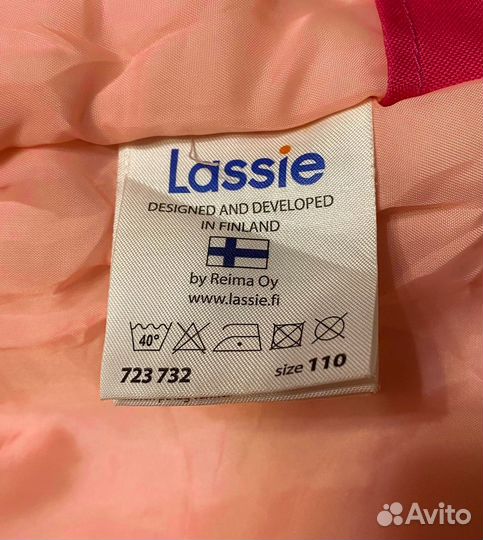 Lassie
DESIGNED AND DEVELOPED
IN FINLAND
by Reima Oy
www.lassie.fi
40°
723 732 size 110
Avito